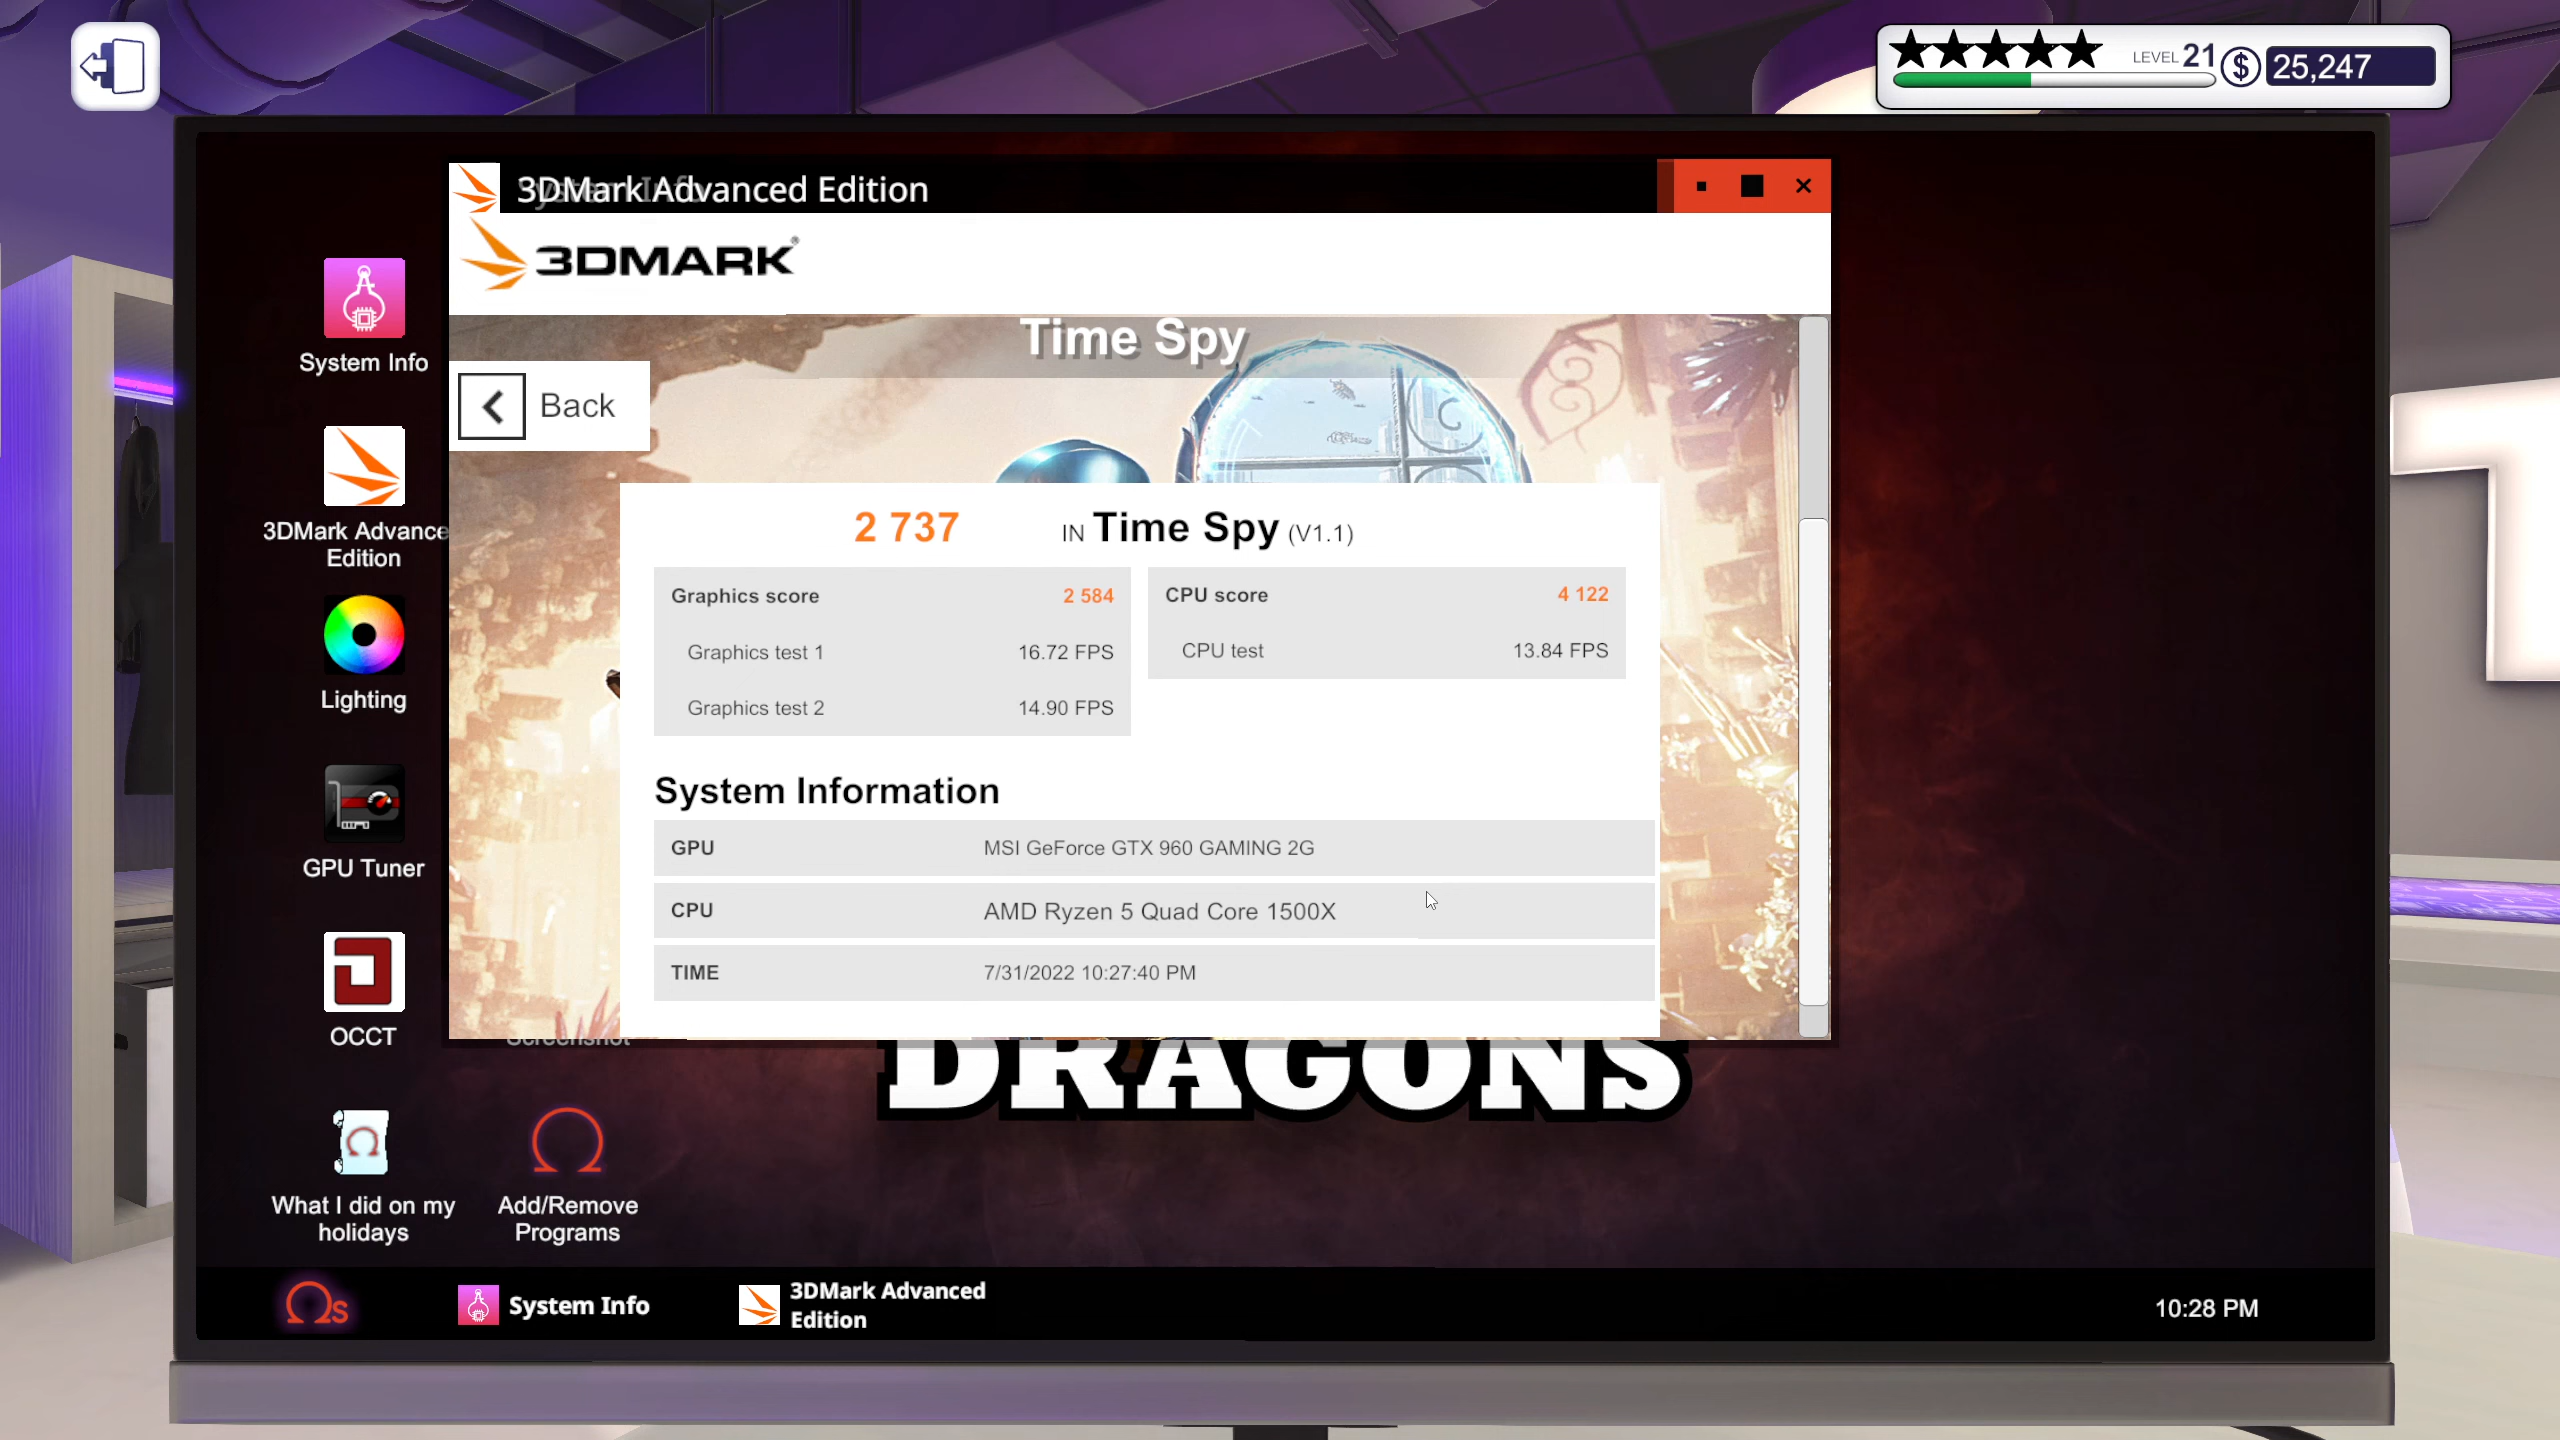 LEVEL 21 $ 25,247
3DMark Advanced Edition
3DMARK®
Time Spy
Back
System Info
3DMark Advance
Edition
Lighting
GPU Tuner
OCCT
Screenshot
What I did on my
holidays
Add/Remove
Programs
2 737 IN Time Spy (V1.1)
Graphics score 2 584
Graphics test 1 16.72 FPS
Graphics test 2 14.90 FPS
CPU score 4 122
CPU test 13.84 FPS
System Information
GPU MSI GeForce GTX 960 GAMING 2G
CPU AMD Ryzen 5 Quad Core 1500X
TIME 7/31/2022 10:27:40 PM
DRAGONS
Ωs
System Info
3DMark Advanced
Edition
10:28 PM